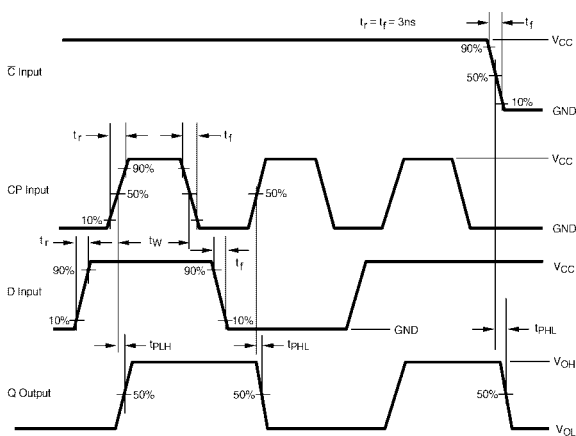 tr = tf = 3ns
tf
VCC
90%
C̅ Input
50%
10%
GND
tr
tf
VCC
90%
CP Input
50%
50%
10%
GND
tr
tW
tf
90%
90%
VCC
D Input
10%
10%
GND
tPLH
tPHL
tPHL
VOH
Q Output
50%
50%
50%
VOL